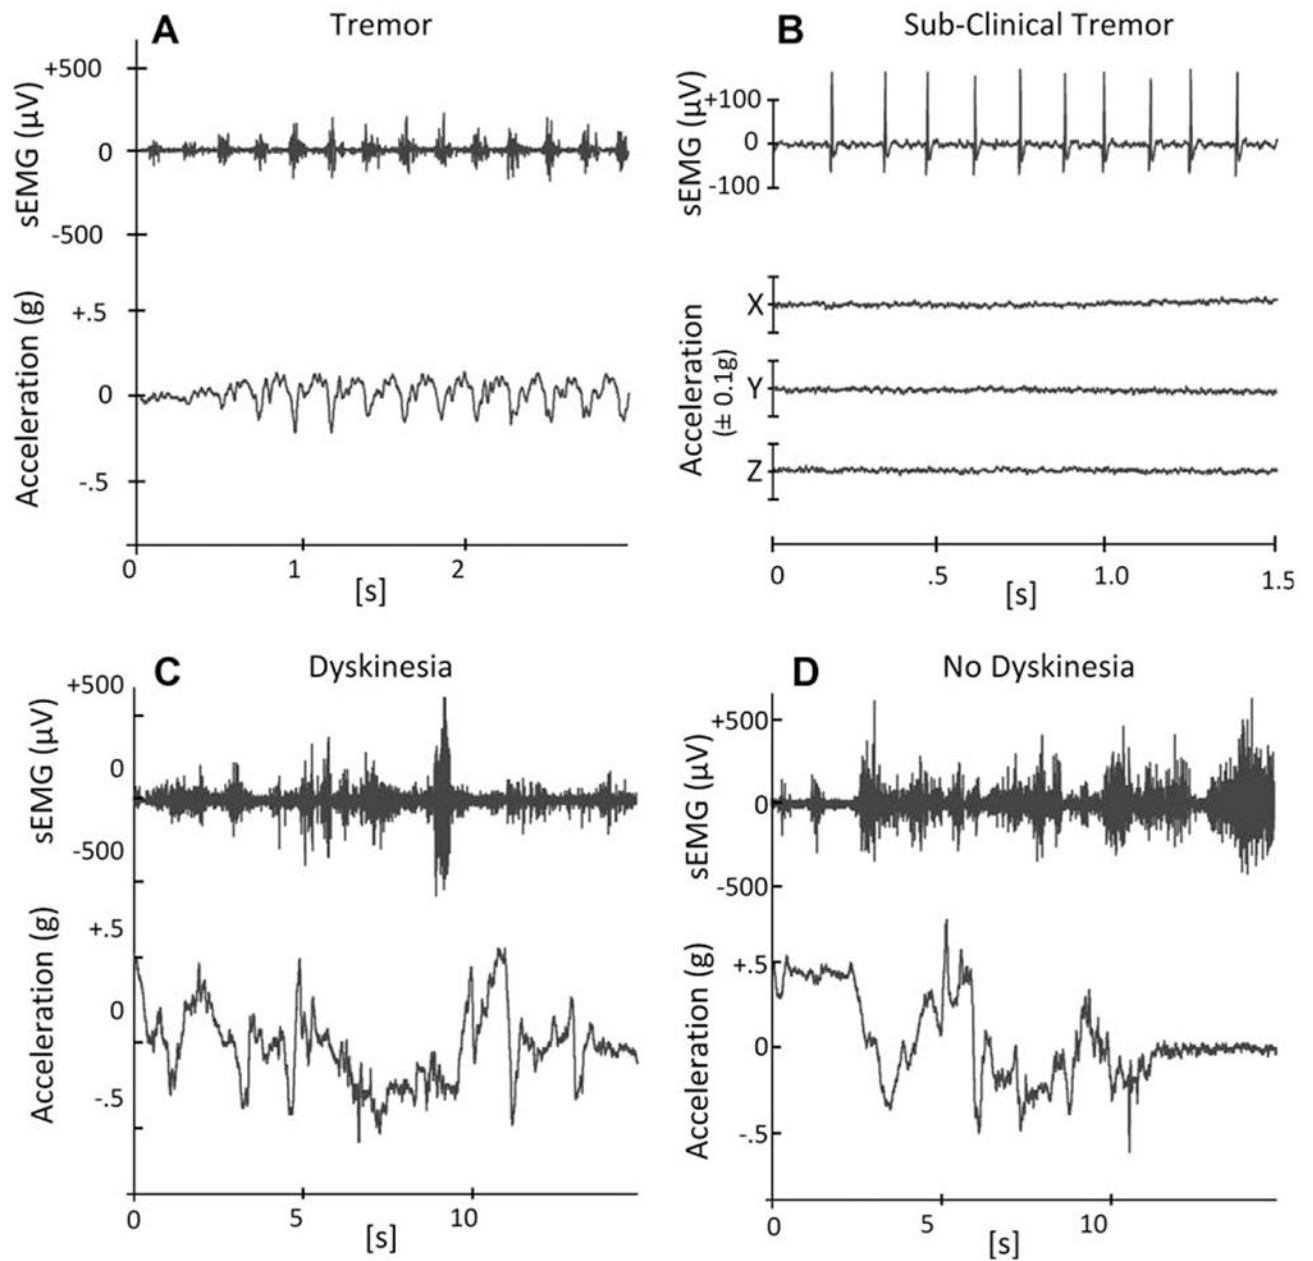 A Tremor
sEMG (µV)
+500
0
-500
Acceleration (g)
+.5
0
-.5
0 1 2
[s]
B Sub-Clinical Tremor
sEMG (µV)
+100
0
-100
Acceleration
(± 0.1g)
X
Y
Z
0 .5 1.0 1.5
[s]
C Dyskinesia
sEMG (µV)
+500
0
-500
Acceleration (g)
+.5
0
-.5
0 5 10
[s]
D No Dyskinesia
sEMG (µV)
+500
0
-500
Acceleration (g)
+.5
0
-.5
0 5 10
[s]